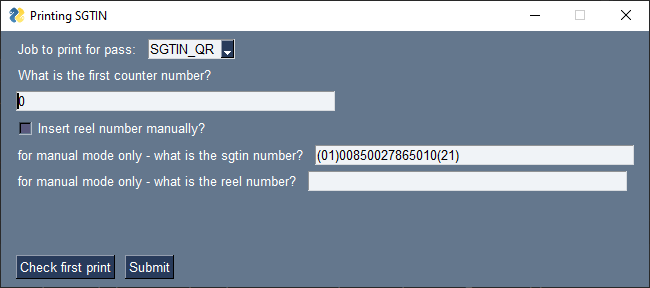 Printing SGTIN
Job to print for pass: SGTIN_QR
What is the first counter number?
0
Insert reel number manually?
for manual mode only - what is the sgtin number? (01)00850027865010(21)
for manual mode only - what is the reel number?
Check first print Submit